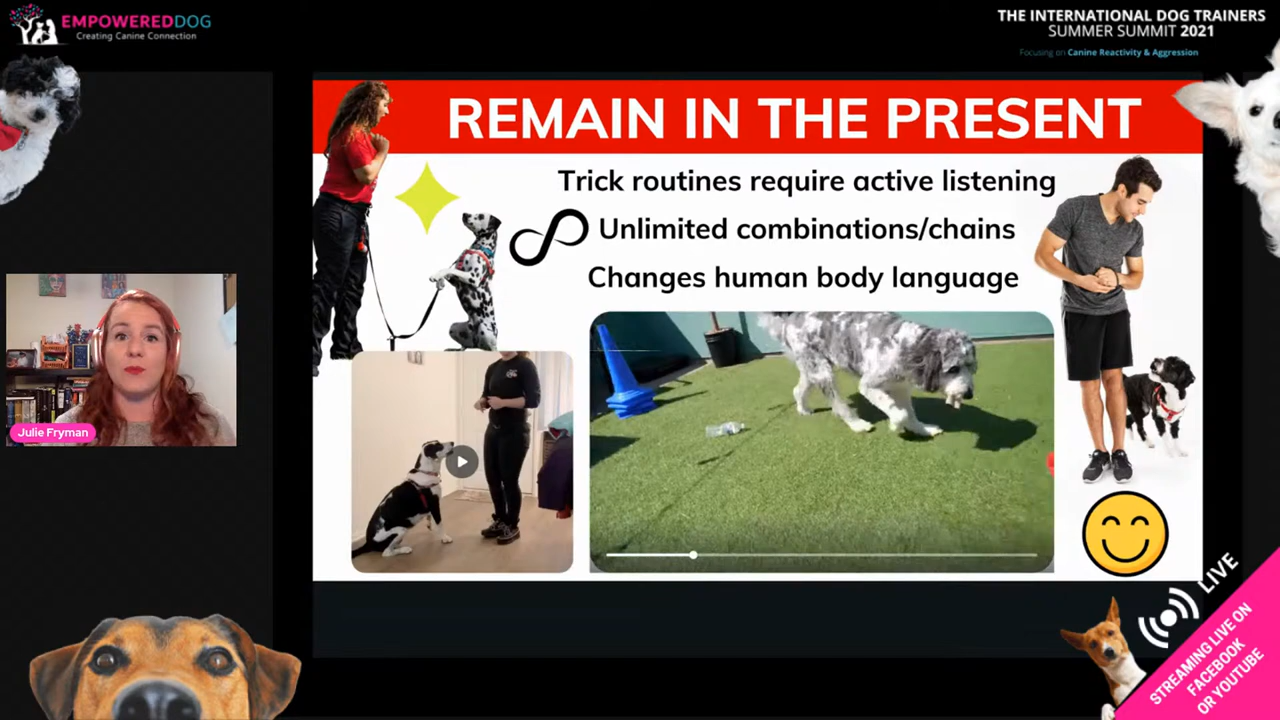 EMPOWEREDDOG
Creating Canine Connection
THE INTERNATIONAL DOG TRAINERS
SUMMER SUMMIT 2021
Focusing on Canine Reactivity & Aggression
REMAIN IN THE PRESENT
Trick routines require active listening
Unlimited combinations/chains
Changes human body language
Julie Fryman
LIVE
STREAMING LIVE ON
FACEBOOK
OR YOUTUBE